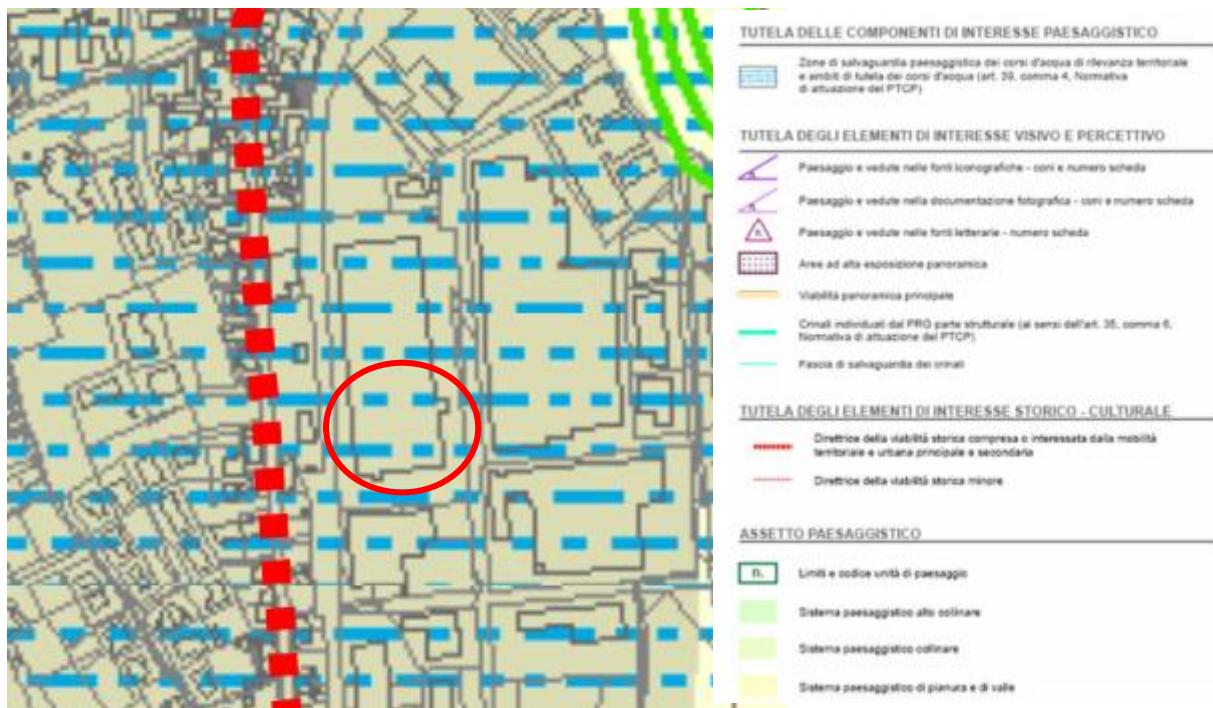 TUTELA DELLE COMPONENTI DI INTERESSE PAESAGGISTICO
Zone di salvaguardia paesaggistica dei corsi d'acqua di rilevanza territoriale
e ambiti di tutela dei corsi d'acqua (art. 39, comma 4, Normativa
di attuazione del PTCP)
TUTELA DEGLI ELEMENTI DI INTERESSE VISIVO E PERCETTIVO
Paesaggio e vedute nelle fonti iconografiche - coni e numero scheda
Paesaggio e vedute nella documentazione fotografica - coni e numero scheda
n.
Paesaggio e vedute nelle fonti letterarie - numero scheda
Aree ad alta esposizione panoramica
Viabilità panoramica principale
Crinali individuati dal PRG parte strutturale (ai sensi dell'art. 35, comma 6,
Normativa di attuazione del PTCP)
Fascia di salvaguardia dei crinali
TUTELA DEGLI ELEMENTI DI INTERESSE STORICO - CULTURALE
Direttrice della viabilità storica compresa o interessata dalla mobilità
territoriale e urbana principale e secondaria
Direttrice della viabilità storica minore
ASSETTO PAESAGGISTICO
n.
Limiti e codice unità di paesaggio
Sistema paesaggistico alto collinare
Sistema paesaggistico collinare
Sistema paesaggistico di pianura e di valle